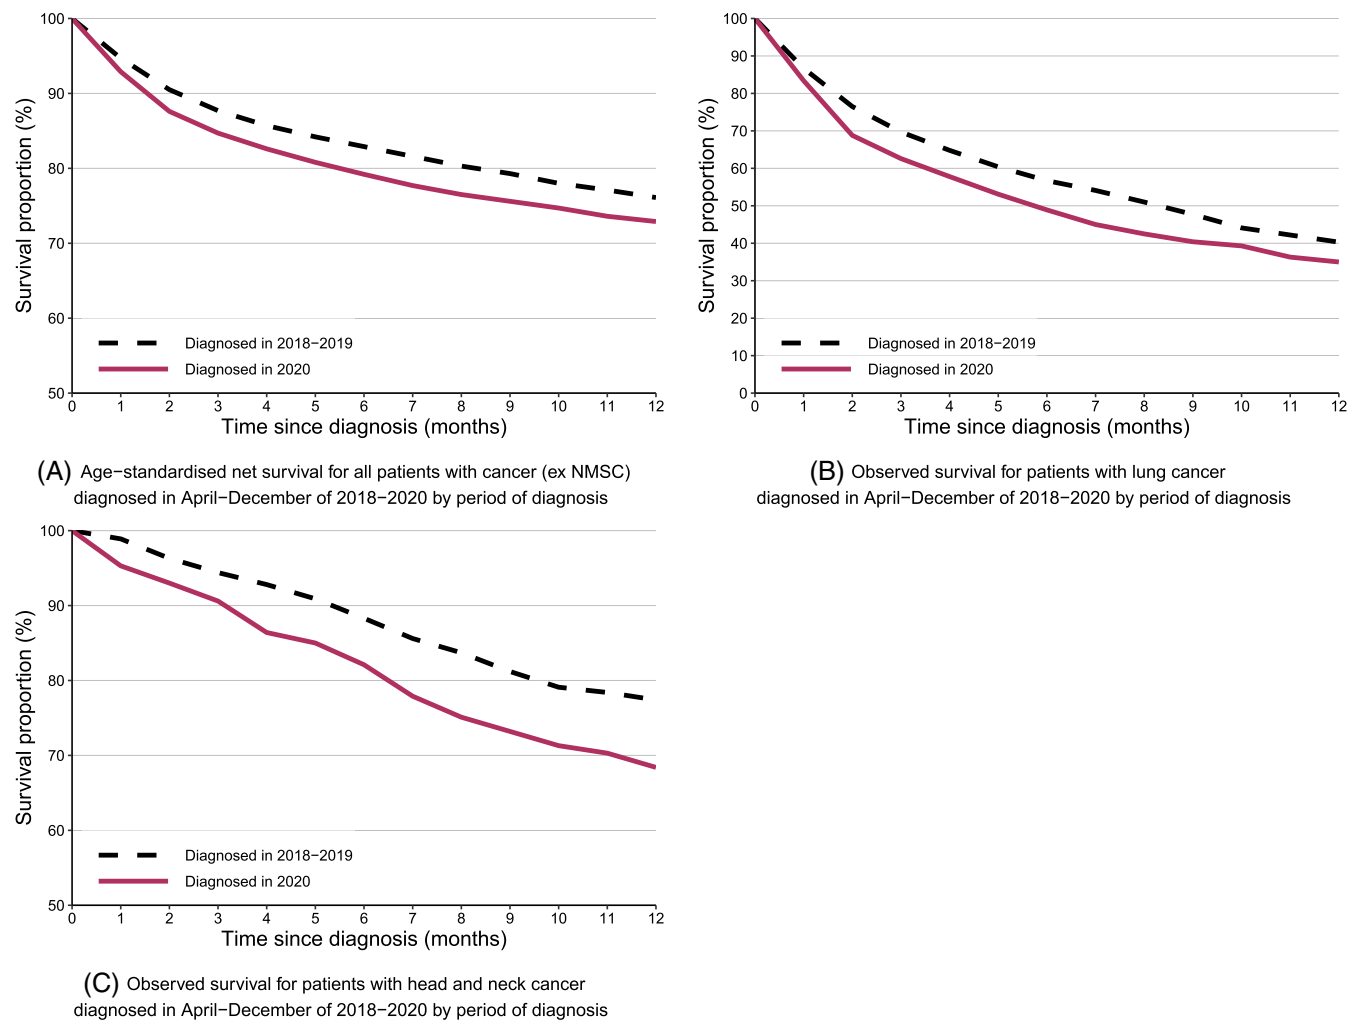 100
90
80
70
60
50
Survival proportion (%)
Diagnosed in 2018−2019
Diagnosed in 2020
0 1 2 3 4 5 6 7 8 9 10 11 12
Time since diagnosis (months)
(A) Age−standardised net survival for all patients with cancer (ex NMSC)
diagnosed in April−December of 2018−2020 by period of diagnosis
100
90
80
70
60
50
40
30
20
10
0
Survival proportion (%)
Diagnosed in 2018−2019
Diagnosed in 2020
0 1 2 3 4 5 6 7 8 9 10 11 12
Time since diagnosis (months)
(B) Observed survival for patients with lung cancer
diagnosed in April−December of 2018−2020 by period of diagnosis
100
90
80
70
60
50
Survival proportion (%)
Diagnosed in 2018−2019
Diagnosed in 2020
0 1 2 3 4 5 6 7 8 9 10 11 12
Time since diagnosis (months)
(C) Observed survival for patients with head and neck cancer
diagnosed in April−December of 2018−2020 by period of diagnosis